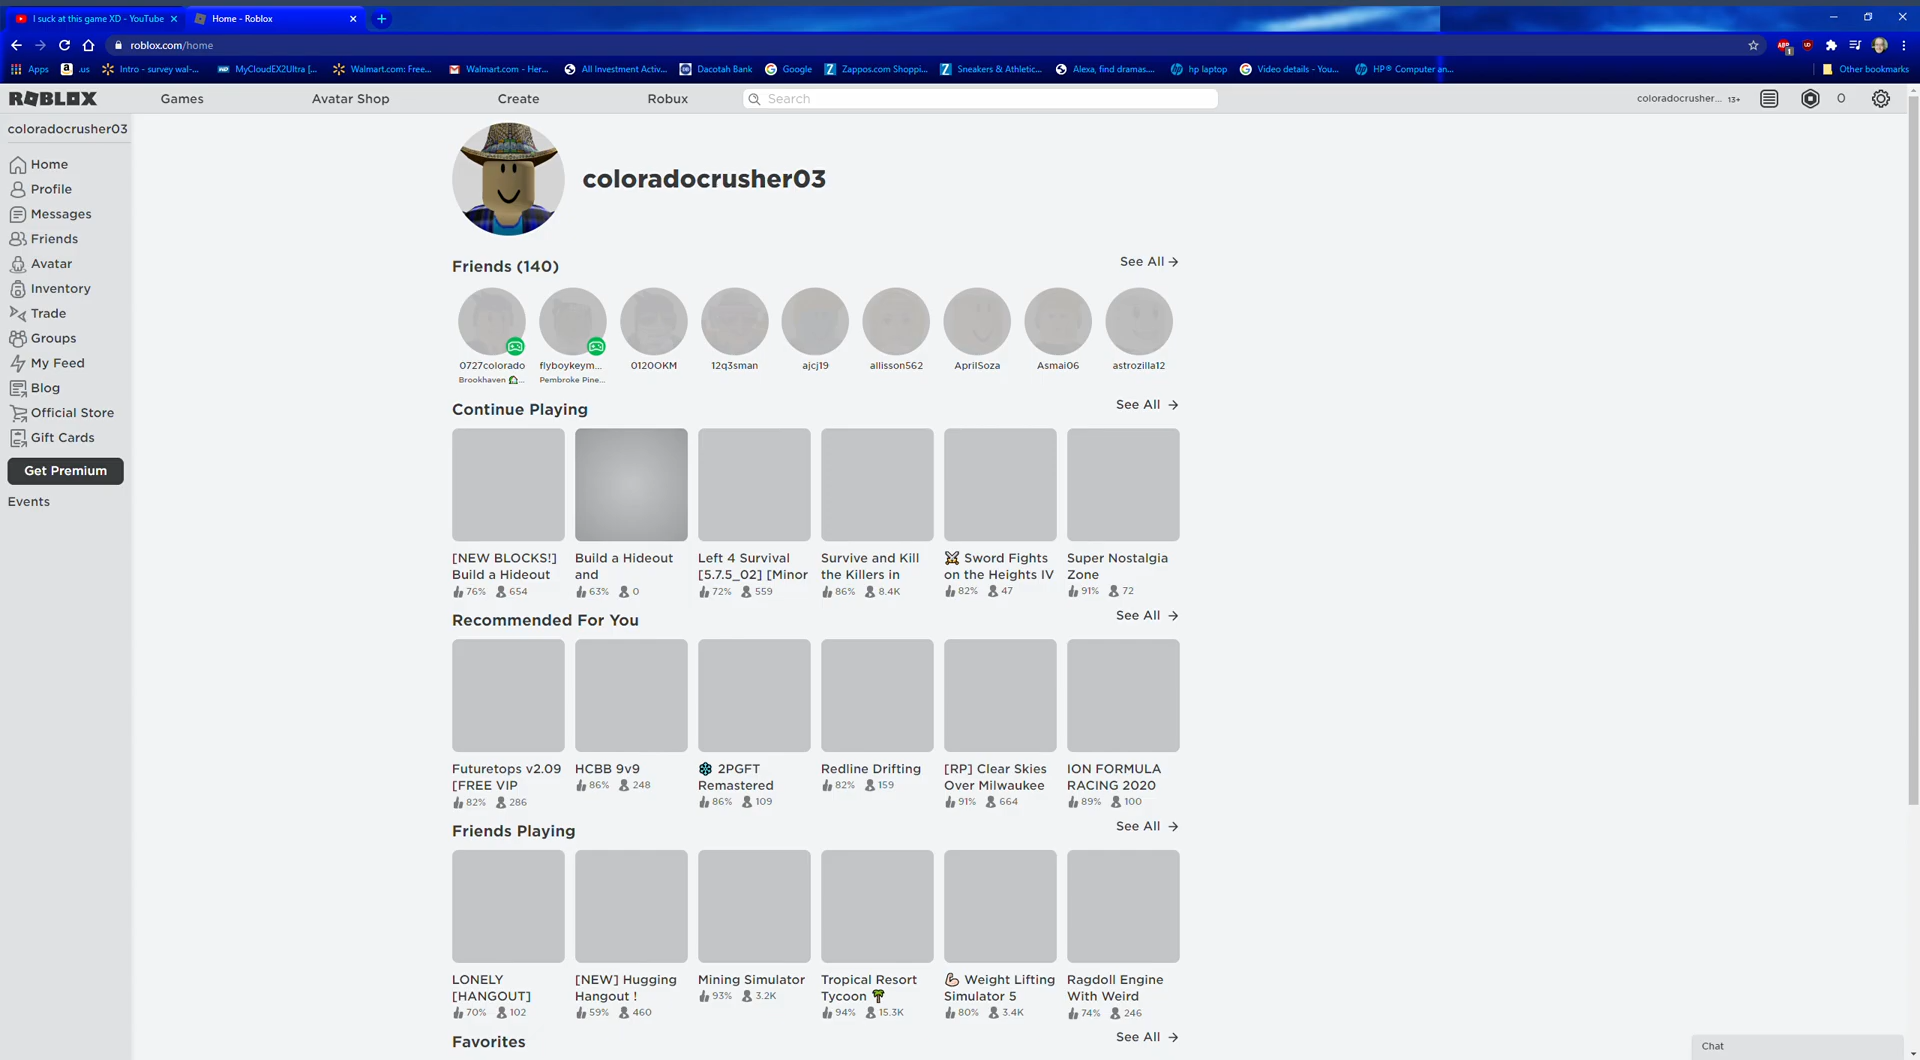 I suck at this game XD - YouTube
Home - Roblox
roblox.com/home
Apps
.us
Intro - survey wal-...
MyCloudEX2Ultra [...
Walmart.com: Free...
Walmart.com - Her...
All Investment Activ...
Dacotah Bank
Google
Zappos.com Shoppi...
Sneakers & Athletic...
Alexa, find dramas....
hp laptop
Video details - You...
HP® Computer an...
Other bookmarks
ROBLOX
Games
Avatar Shop
Create
Robux
Search
coloradocrusher... 13+
0
coloradocrusher03
Home
Profile
Messages
Friends
Avatar
Inventory
Trade
Groups
My Feed
Blog
Official Store
Gift Cards
Get Premium
Events
coloradocrusher03
Friends (140)
See All
0727colorado
Brookhaven ...
flyboykeym...
Pembroke Pine...
0120OKM
12q3sman
ajcj19
allisson562
AprilSoza
Asmai06
astrozilla12
Continue Playing
See All
[NEW BLOCKS!]
Build a Hideout
76% 654
Build a Hideout
and
63% 0
Left 4 Survival
[5.7.5_02] [Minor
72% 559
Survive and Kill
the Killers in
86% 8.4K
⚔ Sword Fights
on the Heights IV
82% 47
Super Nostalgia
Zone
91% 72
Recommended For You
See All
Futuretops v2.09
[FREE VIP
82% 286
HCBB 9v9
86% 248
2PGFT
Remastered
86% 109
Redline Drifting
82% 159
[RP] Clear Skies
Over Milwaukee
91% 664
ION FORMULA
RACING 2020
89% 100
Friends Playing
See All
LONELY
[HANGOUT]
70% 102
[NEW] Hugging
Hangout !
59% 460
Mining Simulator
93% 3.2K
Tropical Resort
Tycoon 🌴
94% 15.3K
💪 Weight Lifting
Simulator 5
80% 3.4K
Ragdoll Engine
With Weird
74% 246
Favorites
See All
Chat